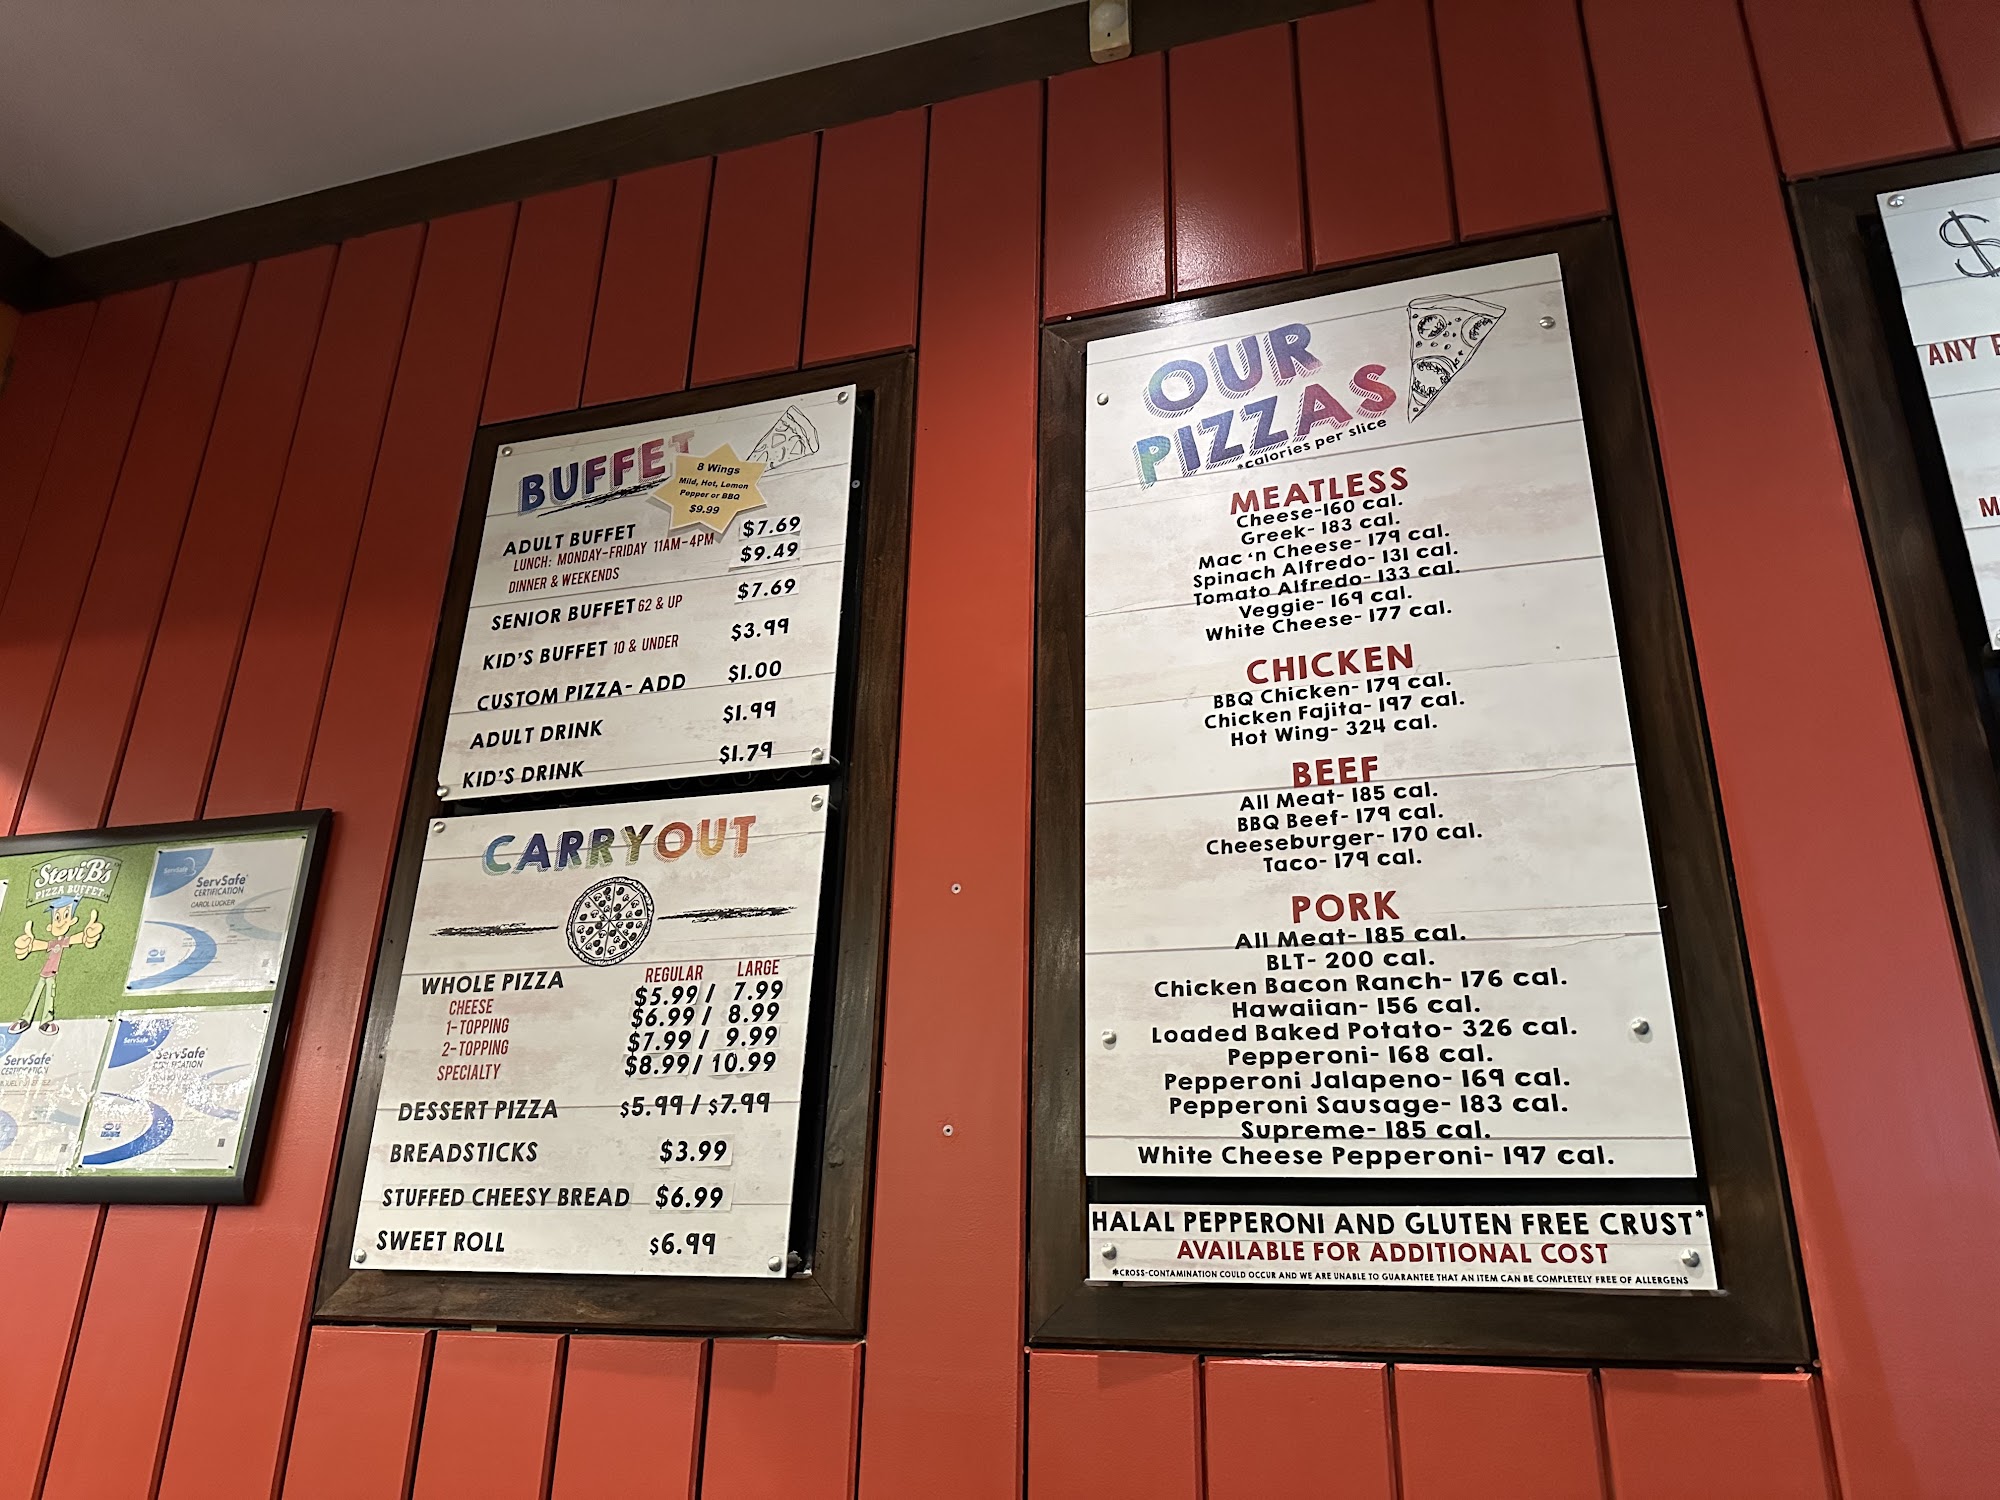 BUFFET
8 Wings
Mild, Hot, Lemon
Pepper or BBQ
$9.99
ADULT BUFFET
LUNCH: MONDAY-FRIDAY 11AM-4PM $7.69
DINNER & WEEKENDS $9.49
SENIOR BUFFET 62 & UP $7.69
KID'S BUFFET 10 & UNDER $3.99
CUSTOM PIZZA- ADD $1.00
ADULT DRINK $1.99
KID'S DRINK $1.79
CARRYOUT
WHOLE PIZZA REGULAR LARGE
CHEESE $5.99 / 7.99
1-TOPPING $6.99 / 8.99
2-TOPPING $7.99 / 9.99
SPECIALTY $8.99 / 10.99
DESSERT PIZZA $5.99 / $7.99
BREADSTICKS $3.99
STUFFED CHEESY BREAD $6.99
SWEET ROLL $6.99
OUR
PIZZAS
*calories per slice
MEATLESS
Cheese-160 cal.
Greek- 183 cal.
Mac 'n Cheese- 179 cal.
Spinach Alfredo- 131 cal.
Tomato Alfredo- 133 cal.
Veggie- 169 cal.
White Cheese- 177 cal.
CHICKEN
BBQ Chicken- 179 cal.
Chicken Fajita- 197 cal.
Hot Wing- 324 cal.
BEEF
All Meat- 185 cal.
BBQ Beef- 179 cal.
Cheeseburger- 170 cal.
Taco- 179 cal.
PORK
All Meat- 185 cal.
BLT- 200 cal.
Chicken Bacon Ranch- 176 cal.
Hawaiian- 156 cal.
Loaded Baked Potato- 326 cal.
Pepperoni- 168 cal.
Pepperoni Jalapeno- 169 cal.
Pepperoni Sausage- 183 cal.
Supreme- 185 cal.
White Cheese Pepperoni- 197 cal.
HALAL PEPPERONI AND GLUTEN FREE CRUST*
AVAILABLE FOR ADDITIONAL COST
*CROSS-CONTAMINATION COULD OCCUR AND WE ARE UNABLE TO GUARANTEE THAT AN ITEM CAN BE COMPLETELY FREE OF ALLERGENS
$
ANY
M
SteviB's
PIZZA BUFFET
ServSafe
ServSafe
CERTIFICATION
CAROL LUCKER
ServSafe
CERTIFICATION
ServSafe
ServSafe
CERTIFICATION